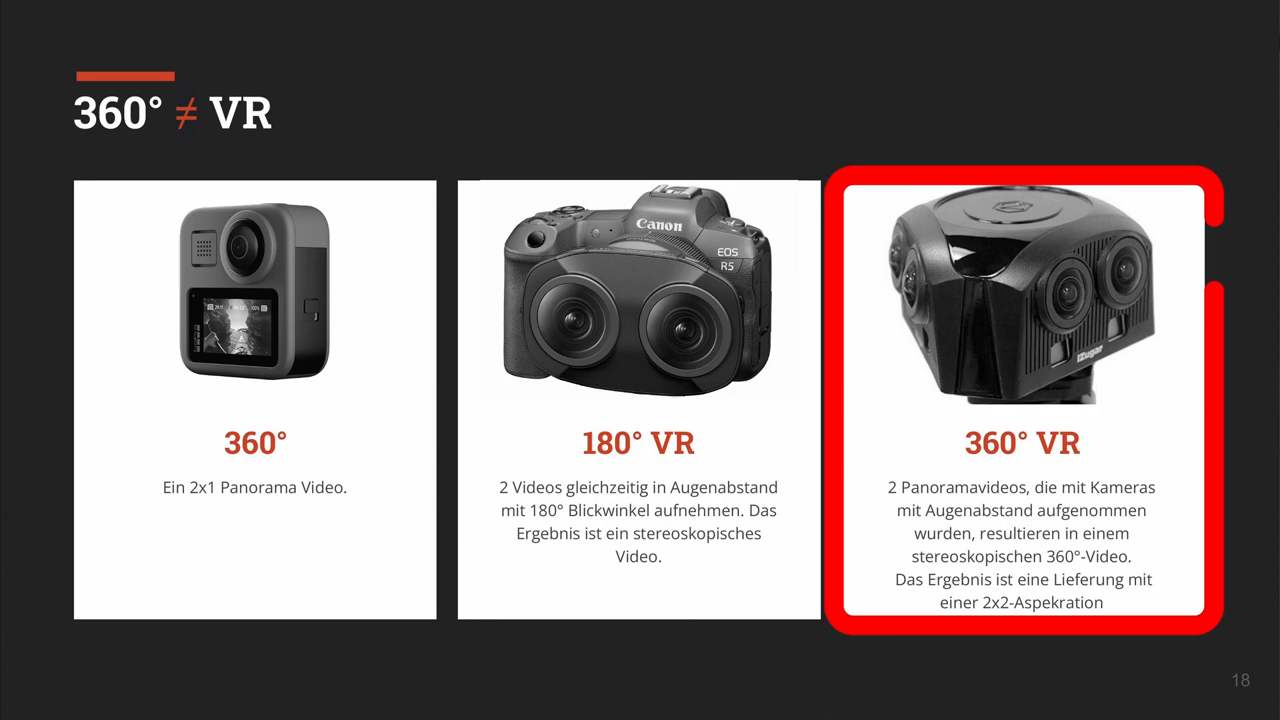 360° ≠ VR
Canon
EOS
R5
iZugar
360°
Ein 2x1 Panorama Video.
180° VR
2 Videos gleichzeitig in Augenabstand
mit 180° Blickwinkel aufnehmen. Das
Ergebnis ist ein stereoskopisches
Video.
360° VR
2 Panoramavideos, die mit Kameras
mit Augenabstand aufgenommen
wurden, resultieren in einem
stereoskopischen 360°-Video.
Das Ergebnis ist eine Lieferung mit
einer 2x2-Aspekration
18